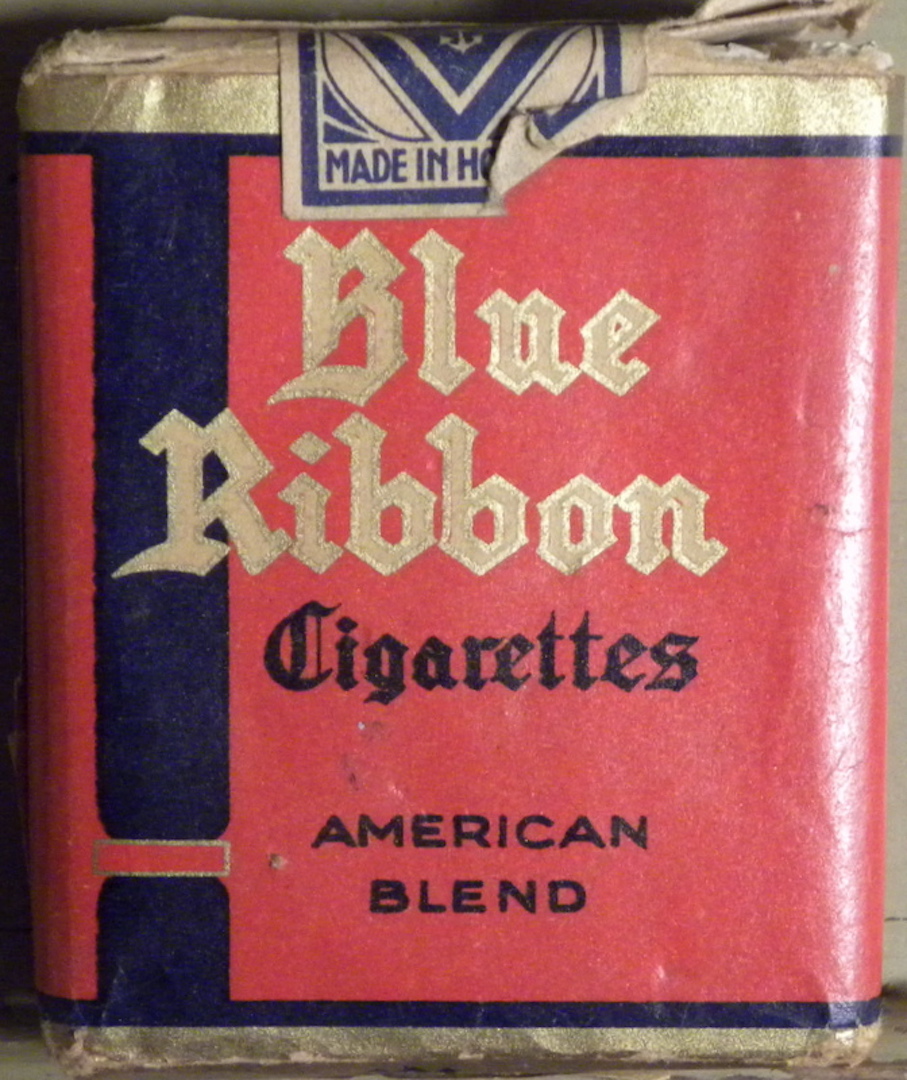 MADE IN HO
Blue
Ribbon
Cigarettes
AMERICAN
BLEND